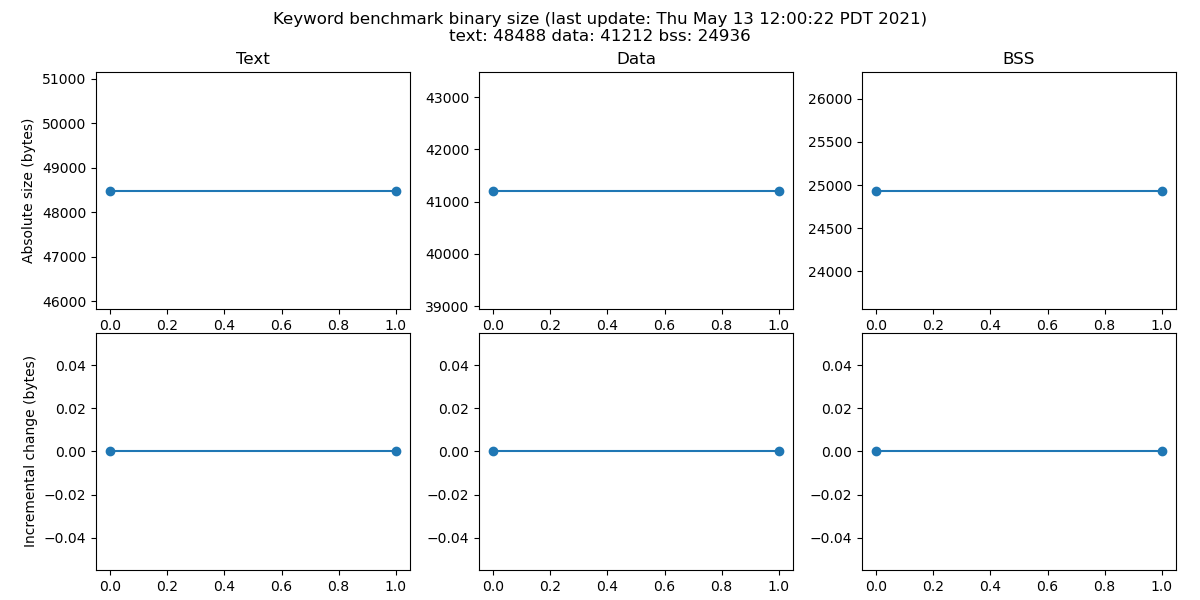 Keyword benchmark binary size (last update: Thu May 13 12:00:22 PDT 2021)
text: 48488 data: 41212 bss: 24936
Text
Data
BSS
Absolute size (bytes)
51000
50000
49000
48000
47000
46000
0.0 0.2 0.4 0.6 0.8 1.0
43000
42000
41000
40000
39000
0.0 0.2 0.4 0.6 0.8 1.0
26000
25500
25000
24500
24000
0.0 0.2 0.4 0.6 0.8 1.0
Incremental change (bytes)
0.04
0.02
0.00
−0.02
−0.04
0.0 0.2 0.4 0.6 0.8 1.0
0.04
0.02
0.00
−0.02
−0.04
0.0 0.2 0.4 0.6 0.8 1.0
0.04
0.02
0.00
−0.02
−0.04
0.0 0.2 0.4 0.6 0.8 1.0